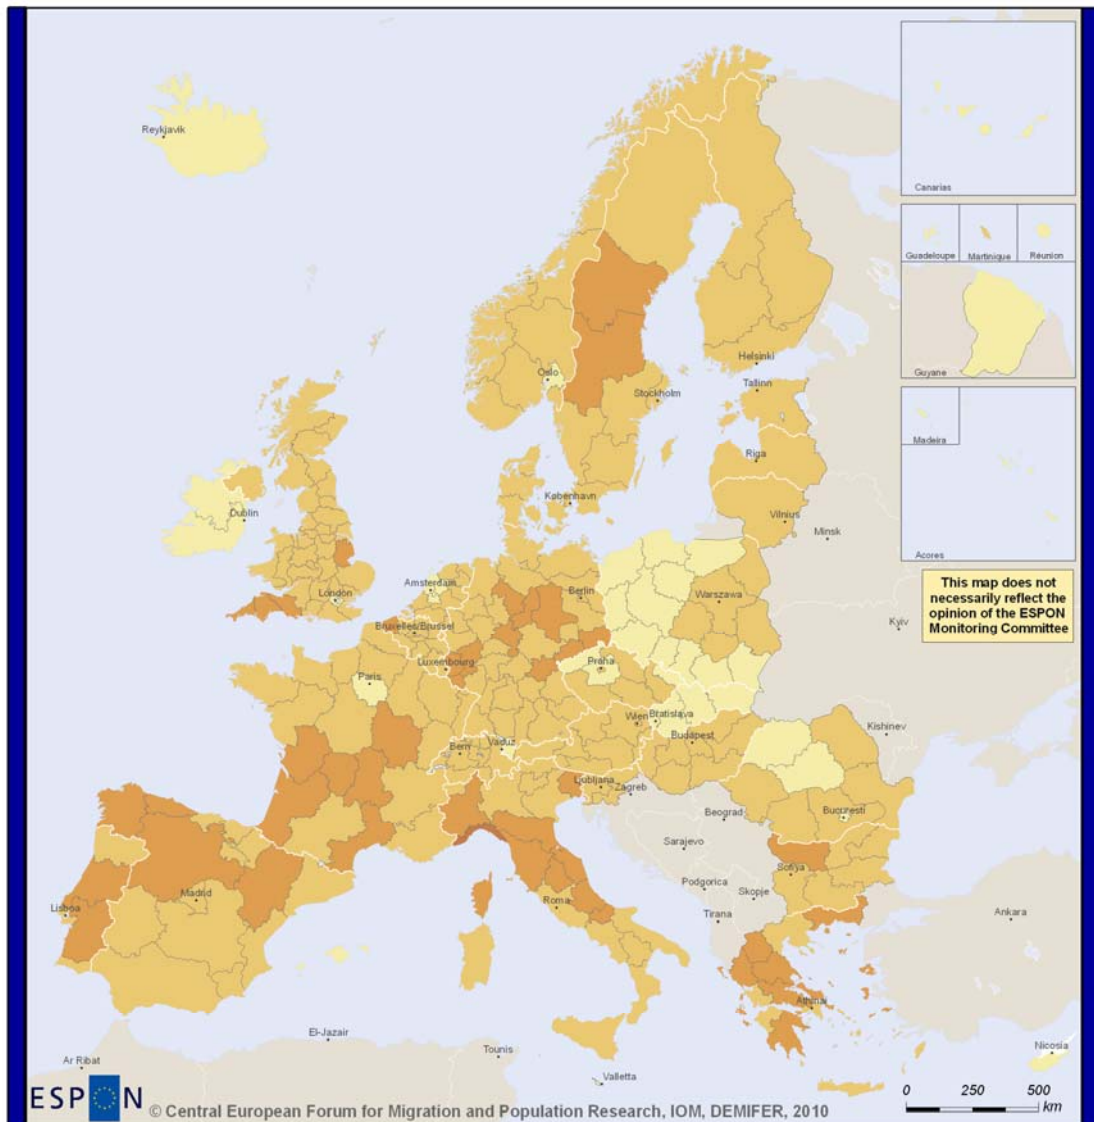 Reykjavik
Canarias
Guadeloupe
Martinique
Réunion
Guyane
Madeira
Acores
This map does not
necessarily reflect the
opinion of the ESPON
Monitoring Committee
Oslo
Helsinki
Tallinn
Stockholm
Riga
København
Vilnius
Minsk
Dublin
Amsterdam
London
Berlin
Warszawa
Bruxelles/Brussel
Kyiv
Luxembourg
Praha
Paris
Wien
Bratislava
Kishinev
Budapest
Bern
Vaduz
Ljubljana
Zagreb
Beograd
Bucuresti
Sarajevo
Sofiya
Podgorica
Skopje
Madrid
Lisboa
Roma
Tirana
Ankara
Athinai
El-Jazair
Tounis
Ar Ribat
Valletta
Nicosia
0 250 500
km
ESPON
© Central European Forum for Migration and Population Research, IOM, DEMIFER, 2010